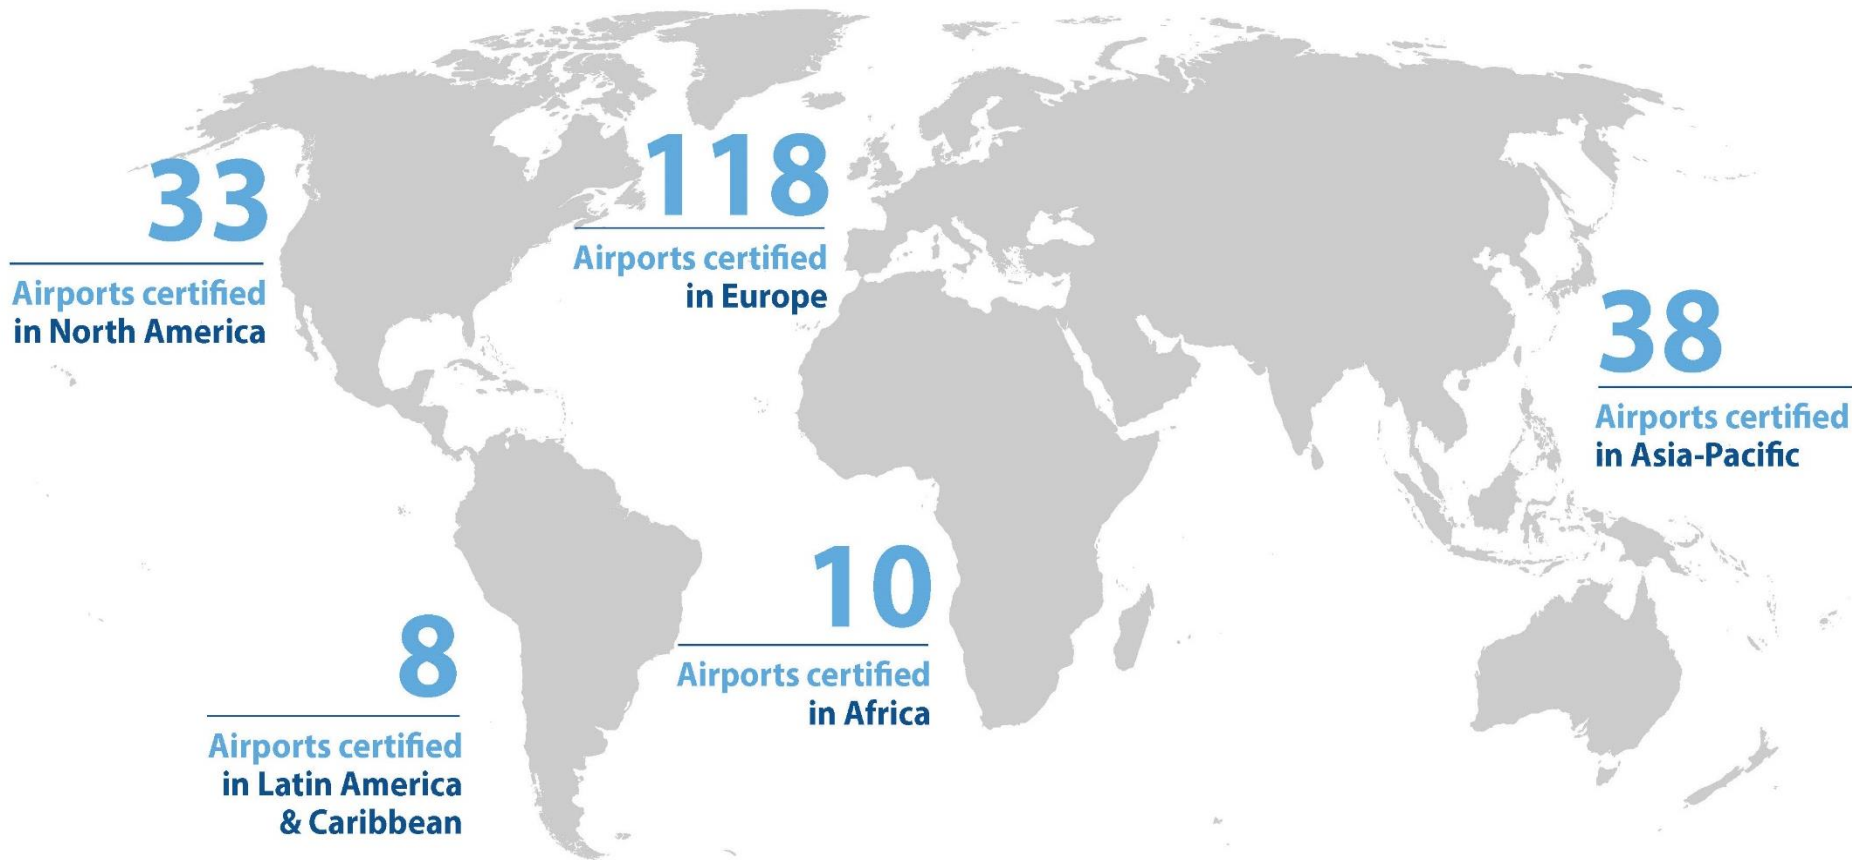 33
Airports certified
in North America
118
Airports certified
in Europe
38
Airports certified
in Asia-Pacific
8
Airports certified
in Latin America
& Caribbean
10
Airports certified
in Africa